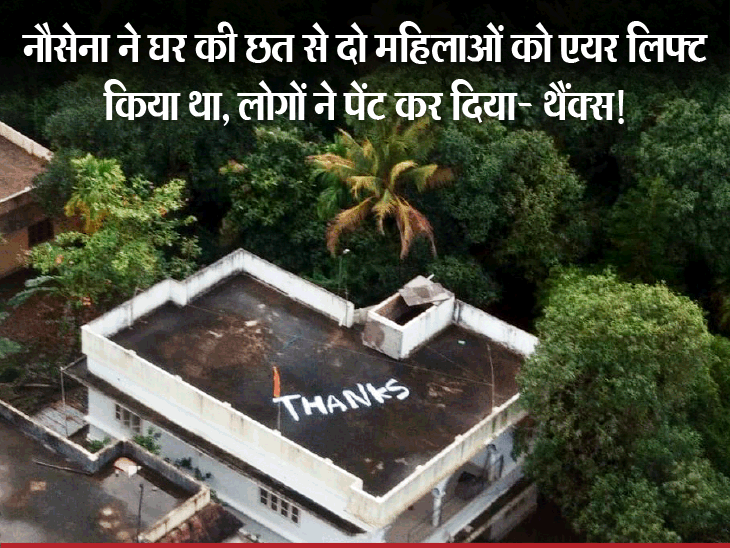 नौसेना ने घर की छत से दो महिलाओं को एयर लिफ्ट
किया था, लोगों ने पेंट कर दिया- थैंक्स!
THANKS